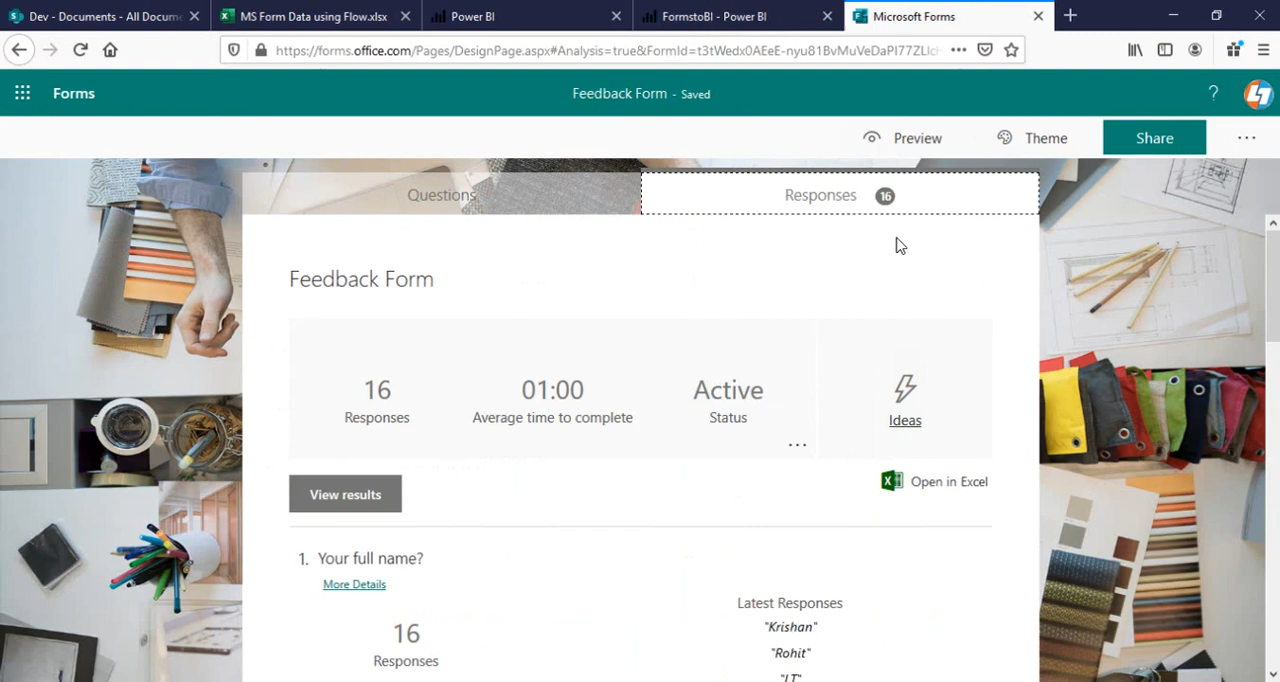 Dev - Documents - All Docume
MS Form Data using Flow.xlsx
Power BI
FormstoBI - Power BI
Microsoft Forms
https://forms.office.com/Pages/DesignPage.aspx#Analysis=true&FormId=t3tWedx0AEeE-nyu81BvMuVeDaPI77ZLlcH
Forms
Feedback Form - Saved
?
Preview
Theme
Share
Questions
Responses 16
Feedback Form
16
Responses
01:00
Average time to complete
Active
Status
Ideas
View results
Open in Excel
1. Your full name?
More Details
16
Responses
Latest Responses
"Krishan"
"Rohit"
"LT"